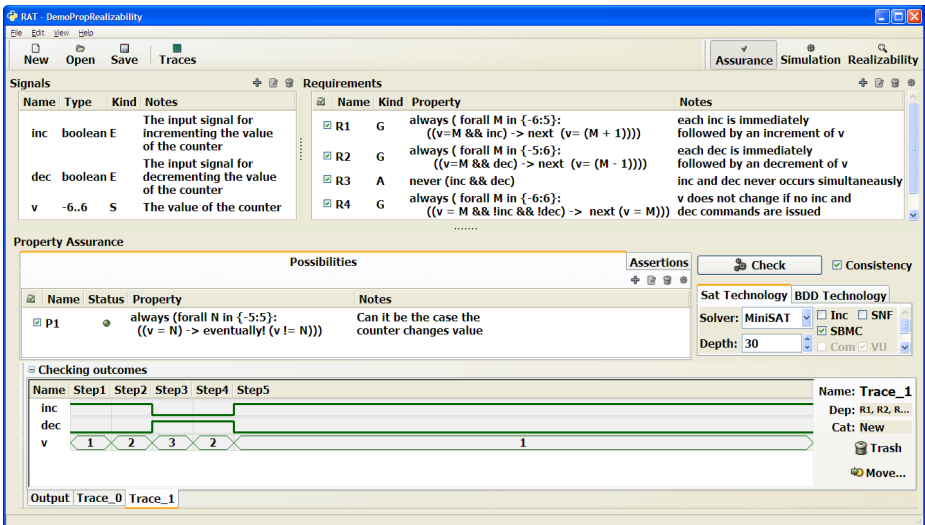 RAT - DemoPropRealizability
File Edit View Help
New Open Save Traces
Assurance Simulation Realizability
Signals
Name Type Kind Notes
inc boolean E The input signal for
incrementing the value
of the counter
dec boolean E The input signal for
decrementing the value
of the counter
v -6..6 S The value of the counter
Requirements
Name Kind Property Notes
R1 G always ( forall M in {-6:5}: each inc is immediately
((v=M && inc) -> next (v= (M + 1)))) followed by an increment of v
R2 G always ( forall M in {-5:6}: each dec is immediately
((v=M && dec) -> next (v= (M - 1)))) followed by an decrement of v
R3 A never (inc && dec) inc and dec never occurs simultaneausly
R4 G always ( forall M in {-6:6}: v does not change if no inc and
((v = M && !inc && !dec) -> next (v = M))) dec commands are issued
Property Assurance
Possibilities Assertions
Name Status Property Notes
P1 always (forall N in {-5:5}: Can it be the case the
((v = N) -> eventually! (v != N))) counter changes value
Check Consistency
Sat Technology BDD Technology
Solver: MiniSAT Inc SNF
SBMC
Depth: 30 Com VU
Checking outcomes
Name Step1 Step2 Step3 Step4 Step5
inc
dec
v 1 2 3 2 1
Name: Trace_1
Dep: R1, R2, R...
Cat: New
Trash
Move...
Output Trace_0 Trace_1